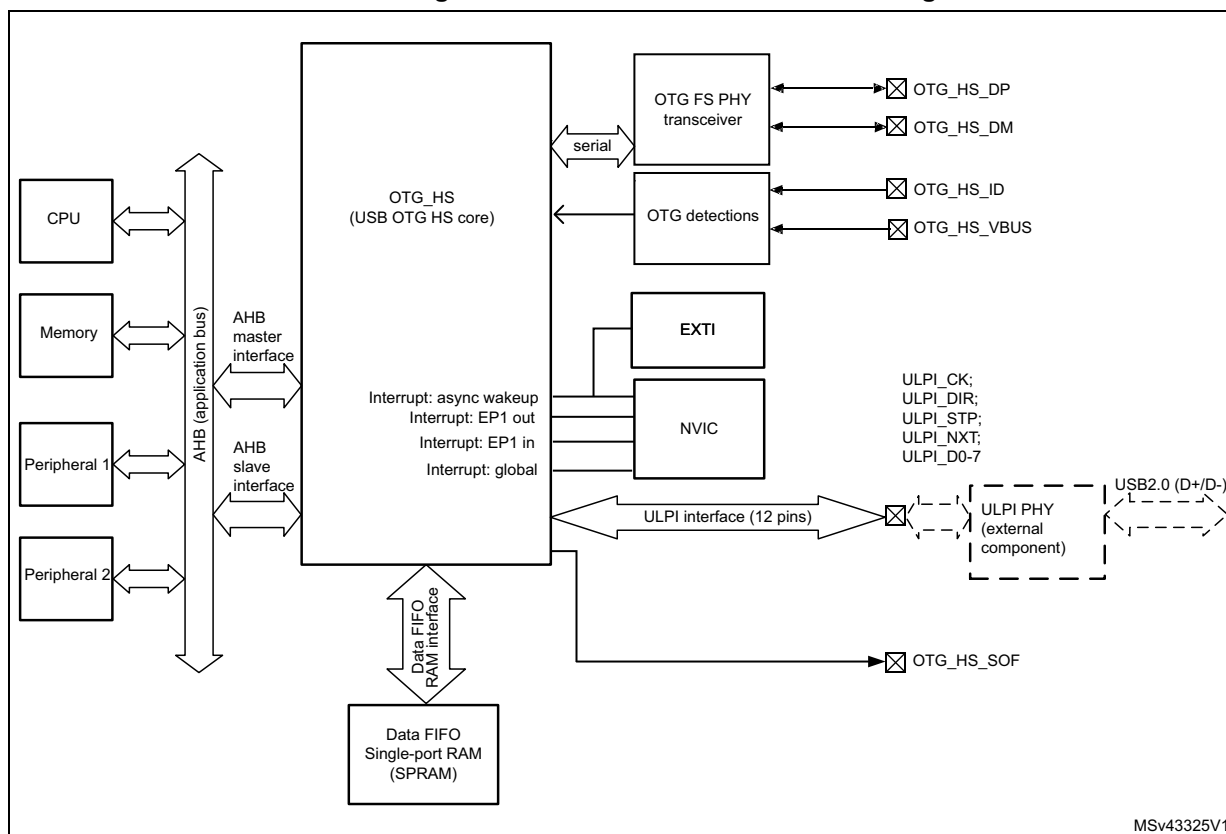 OTG FS PHY
transceiver
OTG_HS_DP
OTG_HS_DM
serial
CPU
OTG_HS
(USB OTG HS core)
OTG detections
OTG_HS_ID
OTG_HS_VBUS
Memory
AHB (application bus)
AHB
master
interface
EXTI
Interrupt: async wakeup
Interrupt: EP1 out
Interrupt: EP1 in
Interrupt: global
NVIC
ULPI_CK;
ULPI_DIR;
ULPI_STP;
ULPI_NXT;
ULPI_D0-7
Peripheral 1
AHB
slave
interface
ULPI interface (12 pins)
ULPI PHY
(external
component)
USB2.0 (D+/D-)
Peripheral 2
Data FIFO
RAM interface
OTG_HS_SOF
Data FIFO
Single-port RAM
(SPRAM)
MSv43325V1